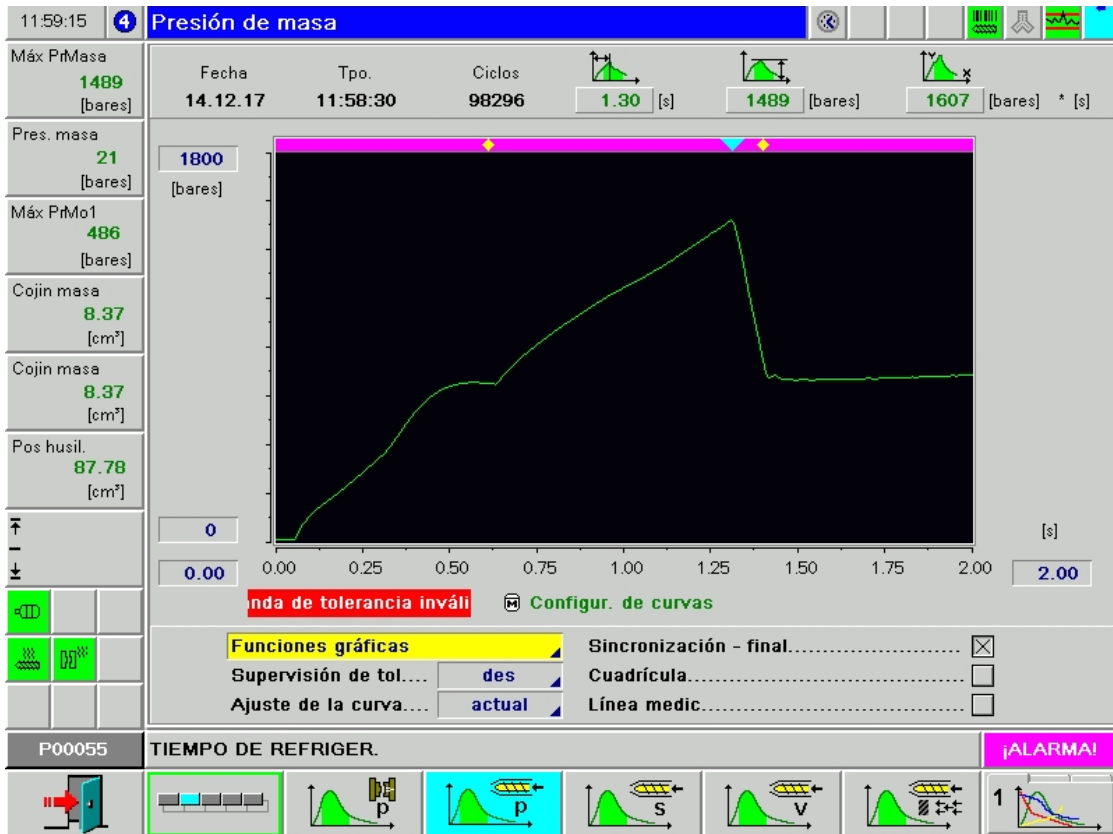 11:59:15 4 Presión de masa
Máx PrMasa
1489
[bares]
Pres. masa
21
[bares]
Máx PrMo1
486
[bares]
Cojin masa
8.37
[cm³]
Cojin masa
8.37
[cm³]
Pos husil.
87.78
[cm³]
Fecha Tpo. Ciclos
14.12.17 11:58:30 98296 1.30 [s] 1489 [bares] 1607 [bares] * [s]
Y X
1800
[bares]
0 [s]
0.00 0.00 0.25 0.50 0.75 1.00 1.25 1.50 1.75 2.00 2.00
nda de tolerancia inváli M Configur. de curvas
Funciones gráficas Sincronización - final
Supervisión de tol.... des Cuadrícula
Ajuste de la curva.... actual Línea medic
P00055 TIEMPO DE REFRIGER. ¡ALARMA!
p p s v 1